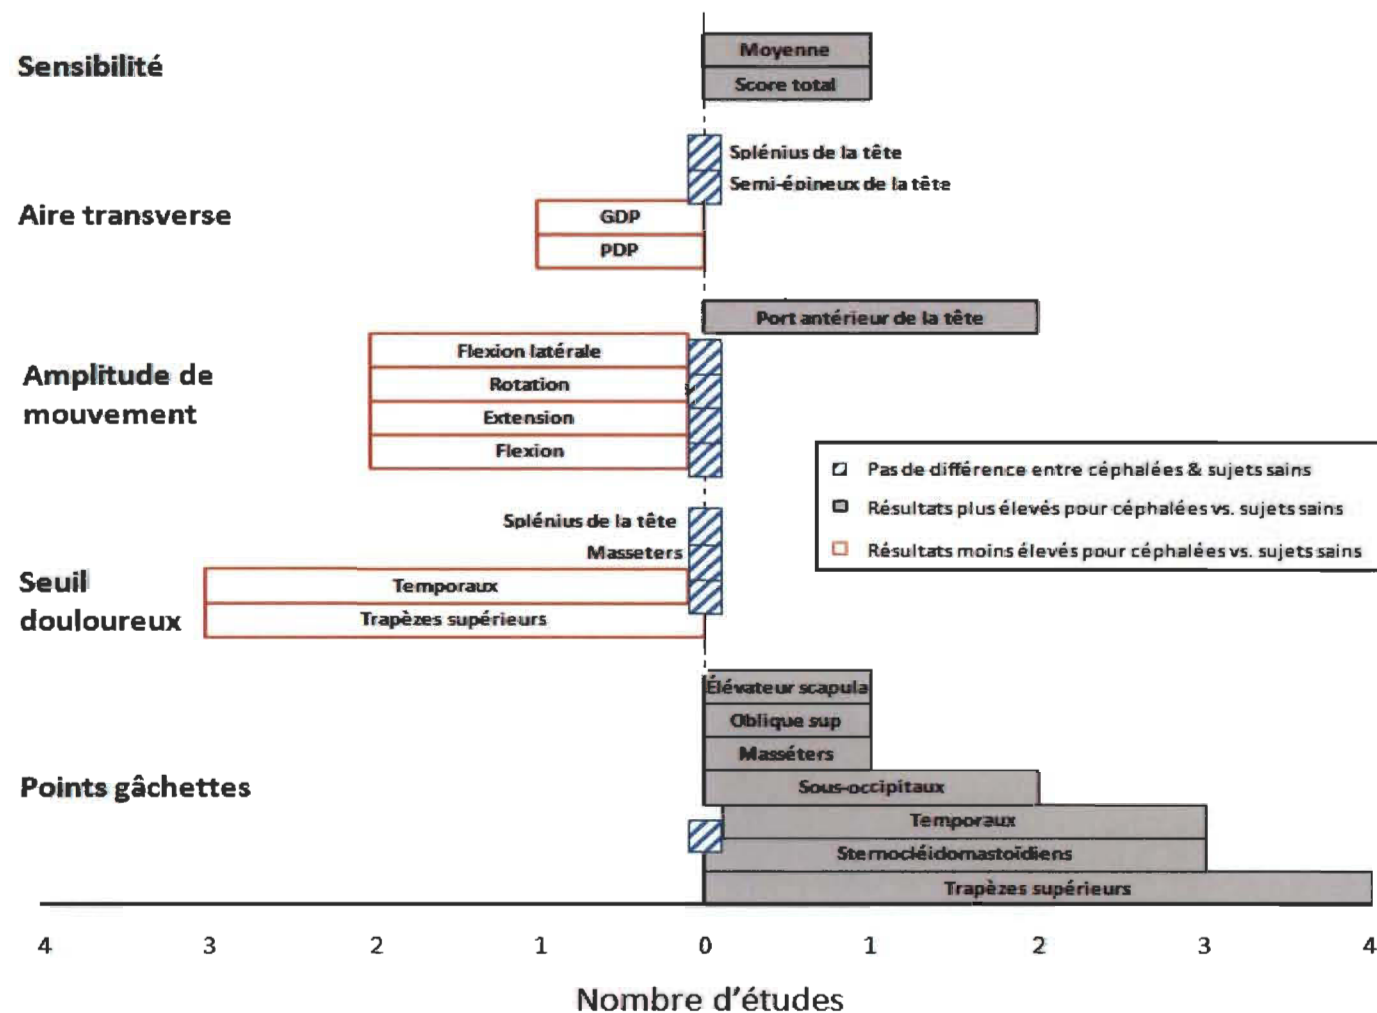 Sensibilité
Moyenne
Score total
Aire transverse
Splénius de la tête
Semi-épineux de la tête
GDP
PDP
Amplitude de
mouvement
Port antérieur de la tête
Flexion latérale
Rotation
Extension
Flexion
Pas de différence entre céphalées & sujets sains
Résultats plus élevés pour céphalées vs. sujets sains
Résultats moins élevés pour céphalées vs. sujets sains
Seuil
douloureux
Splénius de la tête
Masseters
Temporaux
Trapèzes supérieurs
Points gâchettes
Élévateur scapula
Oblique sup
Masséters
Sous-occipitaux
Temporaux
Sternocléidomastoïdiens
Trapèzes supérieurs
4 3 2 1 0 1 2 3 4
Nombre d'études